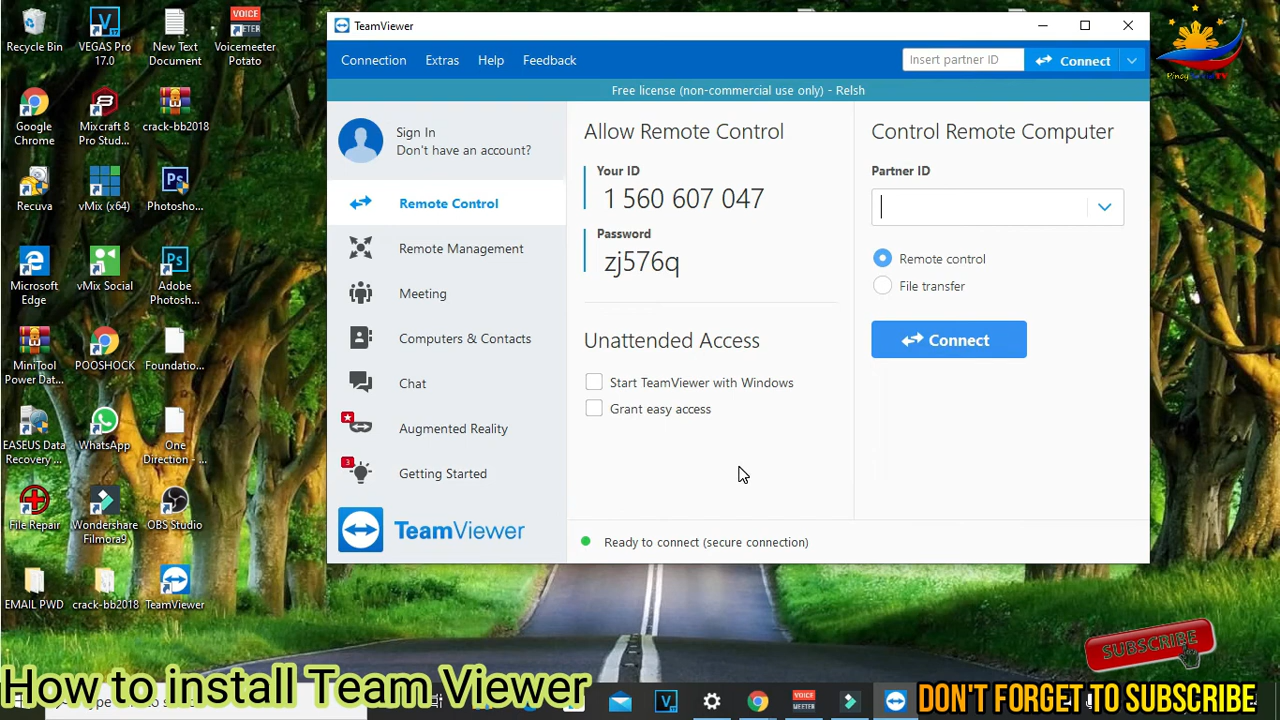 Recycle Bin
VEGAS Pro
17.0
New Text
Document
VOICE
MEETER
Voicemeeter
Potato
Google
Chrome
Mixcraft 8
Pro Stud...
crack-bb2018
Recuva
vMix (x64)
Photosho...
Microsoft
Edge
vMix Social
Adobe
Photosh...
MiniTool
Power Dat...
POOSHOCK
Foundatio...
EASEUS Data
Recovery ...
WhatsApp
One
Direction - ...
File Repair
Wondershare
Filmora9
OBS Studio
EMAIL PWD
crack-bb2018
TeamViewer
TeamViewer
Connection
Extras
Help
Feedback
Insert partner ID
Connect
Free license (non-commercial use only) - Relsh
Sign In
Don't have an account?
Remote Control
Remote Management
Meeting
Computers & Contacts
Chat
Augmented Reality
3
Getting Started
TeamViewer
Allow Remote Control
Your ID
1 560 607 047
Password
zj576q
Unattended Access
Start TeamViewer with Windows
Grant easy access
Ready to connect (secure connection)
Control Remote Computer
Partner ID
Remote control
File transfer
Connect
SUBSCRIBE
How to install Team Viewer
VOICE
MEETER
DON'T FORGET TO SUBSCRIBE